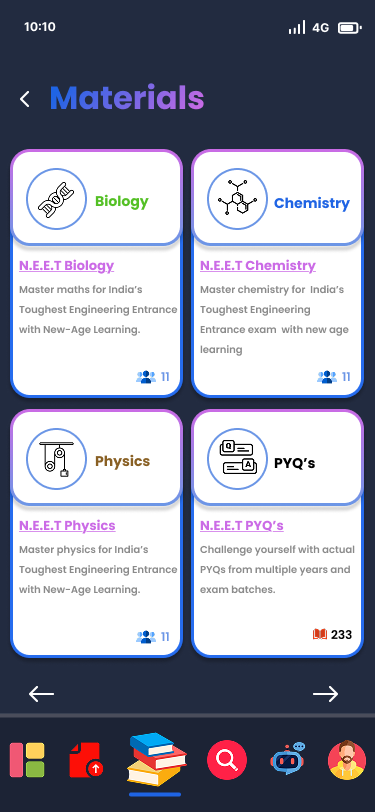 10:10
4G
Materials
Biology
Chemistry
N.E.E.T Biology
Master maths for India's
Toughest Engineering Entrance
with New-Age Learning.
11
N.E.E.T Chemistry
Master chemistry for India's
Toughest Engineering
Entrance exam with new age
learning
11
Physics
Q
A
PYQ's
N.E.E.T Physics
Master physics for India's
Toughest Engineering Entrance
with New-Age Learning.
11
N.E.E.T PYQ's
Challenge yourself with actual
PYQs from multiple years and
exam batches.
233